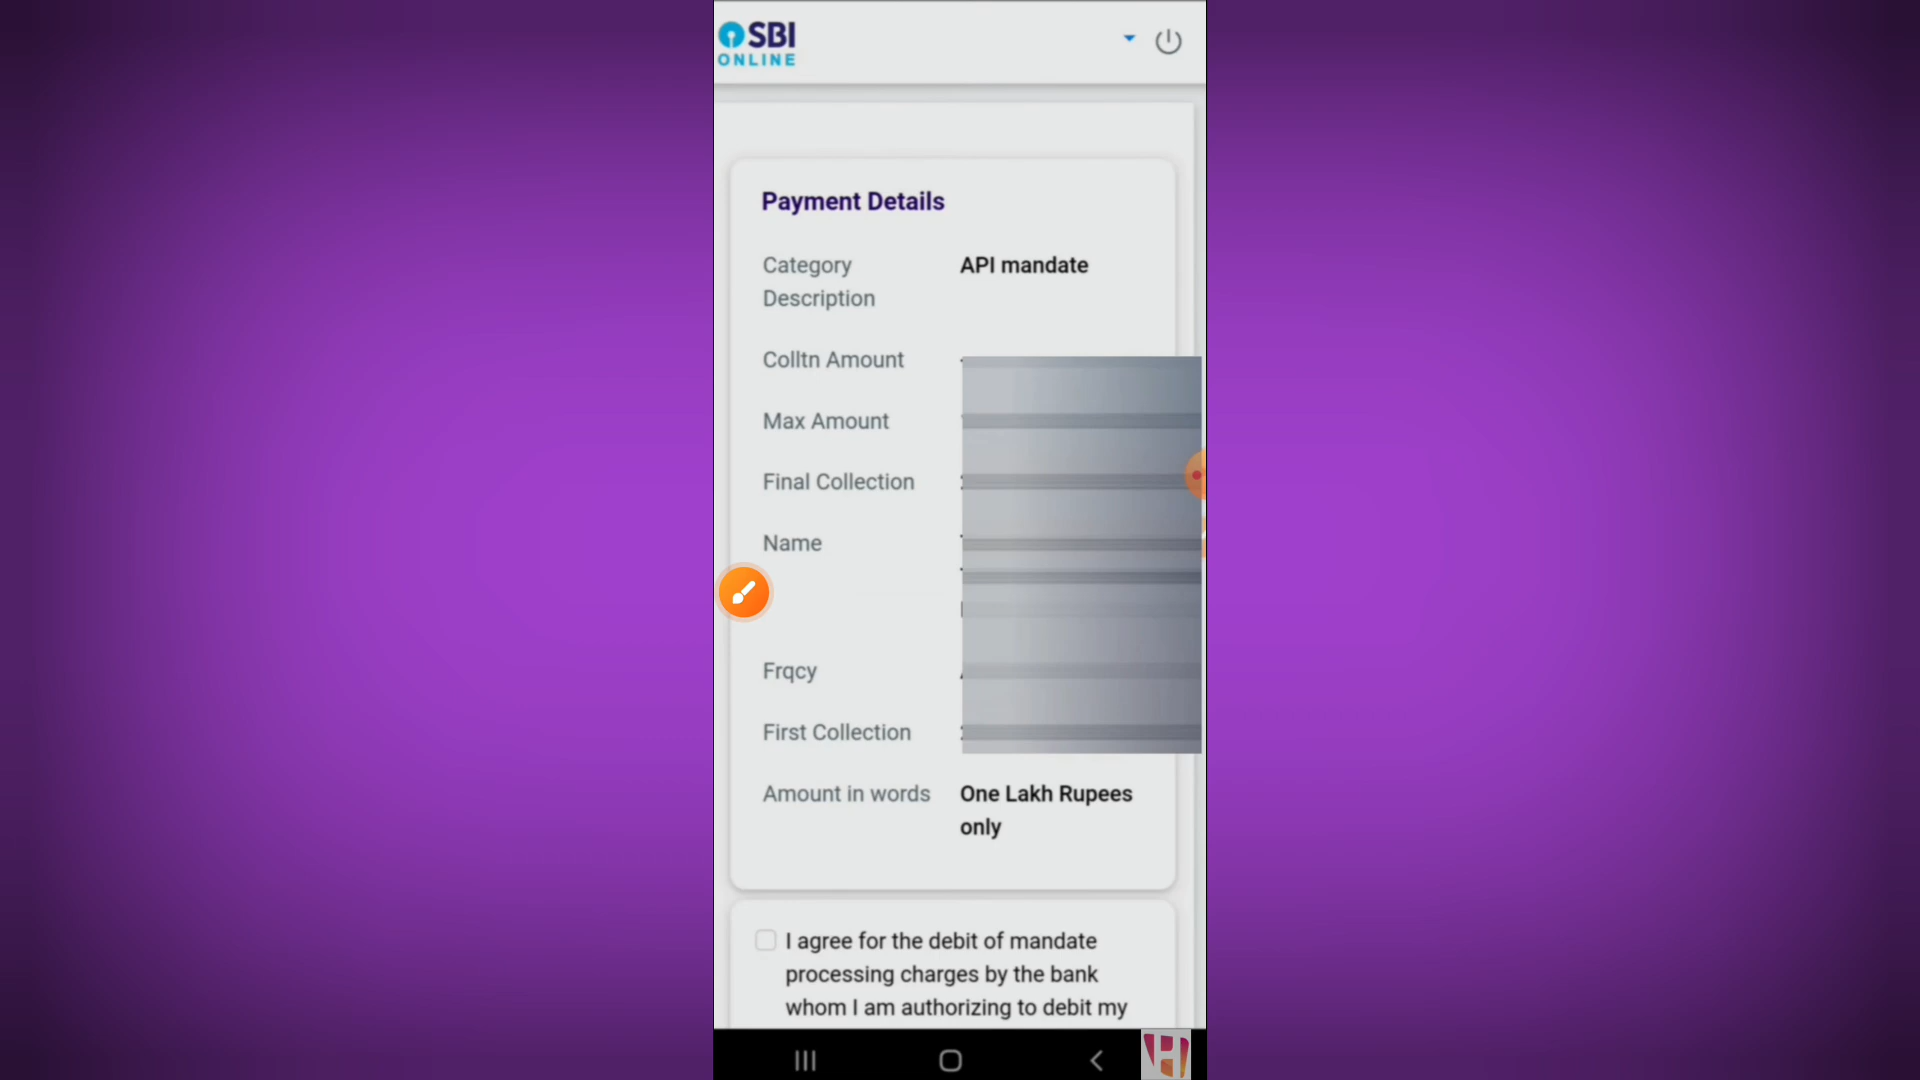 SBI
ONLINE
Payment Details
Category Description
API mandate
Colltn Amount
Max Amount
Final Collection
Name
Frqcy
First Collection
Amount in words
One Lakh Rupees only
I agree for the debit of mandate
processing charges by the bank
whom I am authorizing to debit my